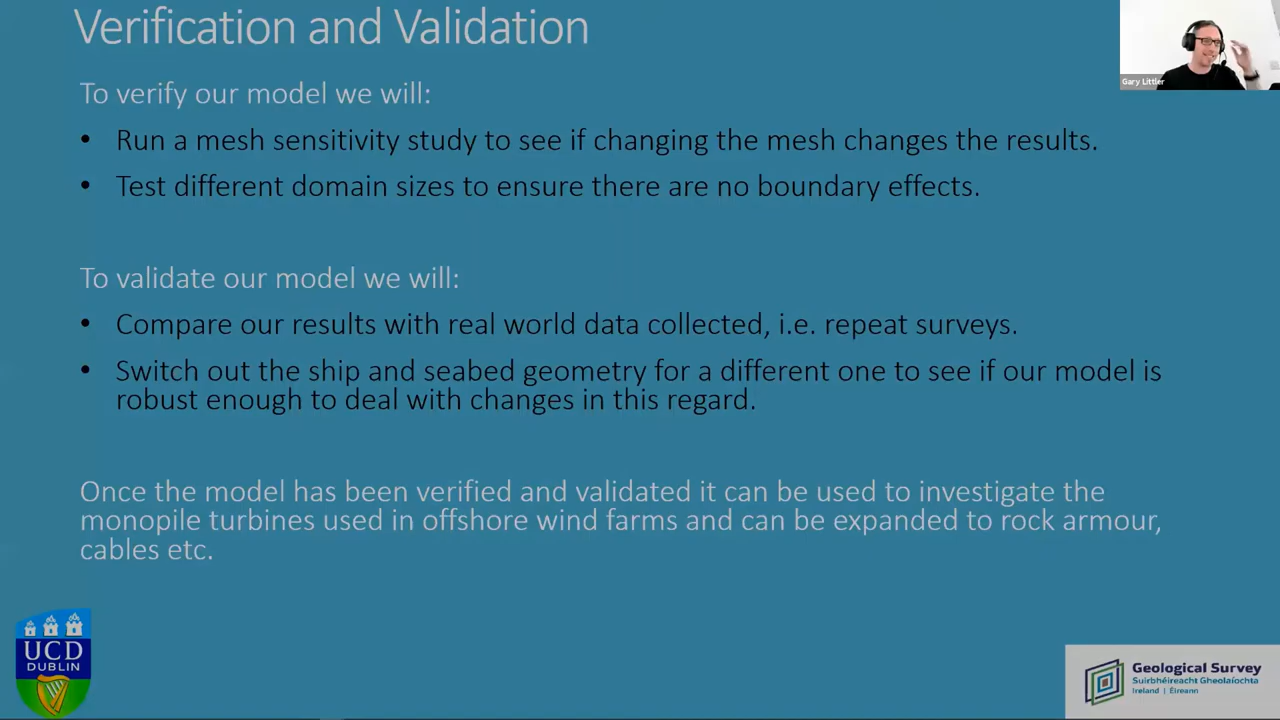 Verification and Validation
Gary Littler
To verify our model we will:
• Run a mesh sensitivity study to see if changing the mesh changes the results.
• Test different domain sizes to ensure there are no boundary effects.
To validate our model we will:
• Compare our results with real world data collected, i.e. repeat surveys.
• Switch out the ship and seabed geometry for a different one to see if our model is
robust enough to deal with changes in this regard.
Once the model has been verified and validated it can be used to investigate the
monopile turbines used in offshore wind farms and can be expanded to rock armour,
cables etc.
UCD
DUBLIN
Geological Survey
Suirbhéireacht Gheolaíochta
Ireland | Éireann